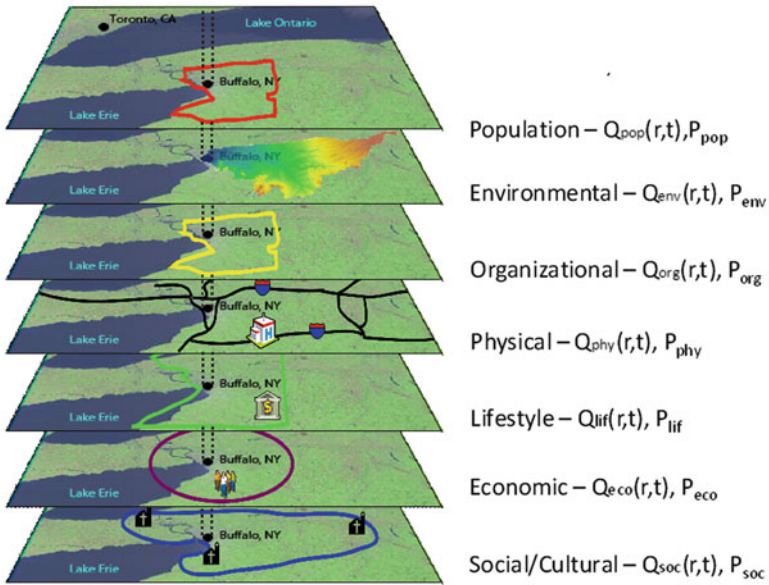 Toronto, CA
Lake Ontario
Buffalo, NY
Lake Erie
Population – Qpop(r,t),Ppop
Buffalo, NY
Lake Erie
Environmental – Qenv(r,t), Penv
Buffalo, NY
Lake Erie
Organizational – Qorg(r,t), Porg
Buffalo, NY
H
Lake Erie
Physical – Qphy(r,t), Pphy
Buffalo, NY
$
Lake Erie
Lifestyle – Qlif(r,t), Plif
Buffalo, NY
Lake Erie
Economic – Qeco(r,t), Peco
Buffalo, NY
Lake Erie
Social/Cultural – Qsoc(r,t), Psoc